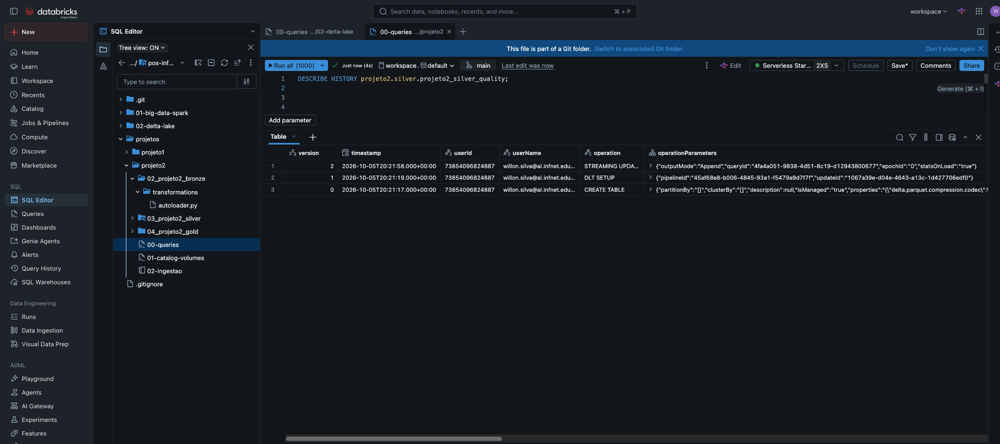 databricks
Free Edition
Search data, notebooks, recents, and more...
⌘ + P
workspace
W
New
Home
Learn
Workspace
Recents
Catalog
Jobs & Pipelines
Compute
Discover
Marketplace
SQL
SQL Editor
Queries
Dashboards
Genie Agents
Alerts
Query History
SQL Warehouses
Data Engineering
Runs
Data Ingestion
Visual Data Prep
AI/ML
Playground
Agents
AI Gateway
Experiments
Features
SQL Editor
Tree view: ON
.../ pos-inf...
Type to search
.git
01-big-data-spark
02-delta-lake
projetos
projeto1
projeto2
02_projeto2_bronze
transformations
autoloader.py
03_projeto2_silver
04_projeto2_gold
00-queries
01-catalog-volumes
02-ingestao
.gitignore
00-queries .../02-delta-lake
00-queries .../projeto2
This file is part of a Git folder. Switch to associated Git folder.
Don't show again
Run all (1000)
Just now (4s)
workspace. default
main
Last edit was now
Edit
Serverless Star... 2XS
Schedule
Save*
Comments
Share
1 DESCRIBE HISTORY projeto2.silver.projeto2_silver_quality;
2
3
4
Generate (⌘ + I)
Add parameter
Table
version timestamp userId userName operation operationParameters
1 2 2026-10-05T20:21:58.000+00:00 73854096824887 willon.silva@al.infnet.edu... STREAMING UPDA... {"outputMode":"Append","queryId":"4fa4a051-9838-4d51-8c19-d12943800677","epochId":"0","statsOnLoad":"true"}
2 1 2026-10-05T20:21:19.000+00:00 73854096824887 willon.silva@al.infnet.edu... DLT SETUP {"pipelineId":"45af68e8-b006-4845-93a1-f5479a9d7f7f","updateId":"1067a39e-d04e-4643-a13c-1d427706edf0"}
3 0 2026-10-05T20:21:17.000+00:00 73854096824887 willon.silva@al.infnet.edu... CREATE TABLE {"partitionBy":"[]","clusterBy":"[]","description":null,"isManaged":"true","properties":"{\"delta.parquet.compression.codec\":\